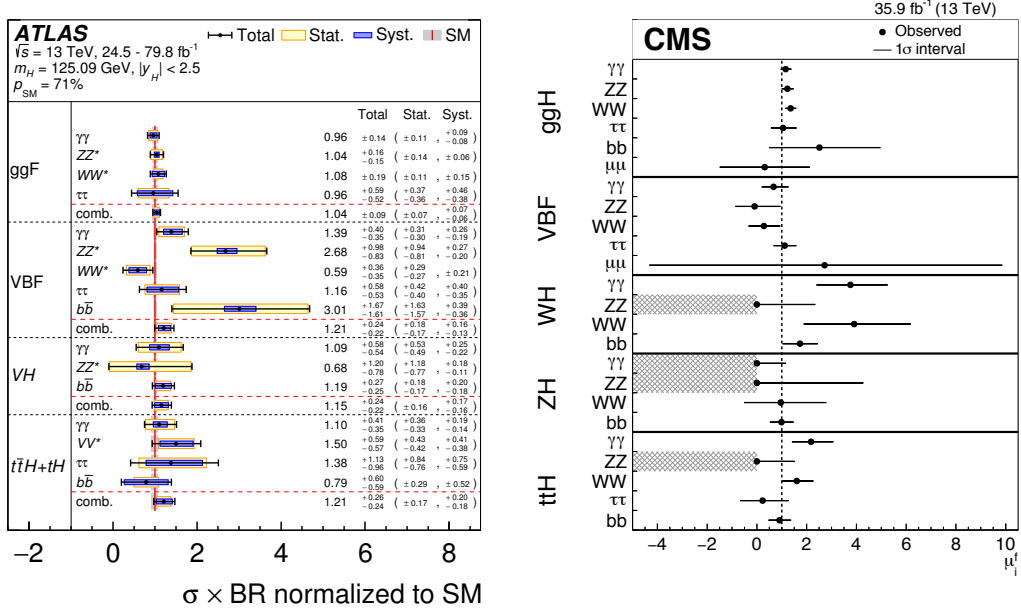 ATLAS
Total Stat. Syst. SM
√s = 13 TeV, 24.5 - 79.8 fb⁻¹
m_H = 125.09 GeV, |y_H| < 2.5
p_SM = 71%
Total Stat. Syst.
ggF
γγ 0.96 ± 0.14 ( ± 0.11 , +0.09 −0.08 )
ZZ* 1.04 +0.16 −0.15 ( ± 0.14 , ± 0.06 )
WW* 1.08 ± 0.19 ( ± 0.11 , ± 0.15 )
ττ 0.96 +0.59 −0.52 ( +0.37 −0.36 , +0.46 −0.38 )
comb. 1.04 ± 0.09 ( ± 0.07 , +0.07 −0.06 )
VBF
γγ 1.39 +0.40 −0.35 ( +0.31 −0.30 , +0.26 −0.19 )
ZZ* 2.68 +0.98 −0.83 ( +0.94 −0.81 , +0.27 −0.20 )
WW* 0.59 +0.36 −0.35 ( +0.29 −0.27 , ± 0.21 )
ττ 1.16 +0.58 −0.53 ( +0.42 −0.40 , +0.40 −0.35 )
bb̅ 3.01 +1.67 −1.61 ( +1.63 −1.57 , +0.39 −0.36 )
comb. 1.21 +0.24 −0.22 ( +0.18 −0.17 , +0.16 −0.13 )
VH
γγ 1.09 +0.58 −0.54 ( +0.53 −0.49 , +0.25 −0.22 )
ZZ* 0.68 +1.20 −0.78 ( +1.18 −0.77 , +0.18 −0.11 )
bb̅ 1.19 +0.27 −0.25 ( +0.18 −0.17 , +0.20 −0.18 )
comb. 1.15 +0.24 −0.22 ( ± 0.16 , +0.17 −0.16 )
tt̅H+tH
γγ 1.10 +0.41 −0.35 ( +0.36 −0.33 , +0.19 −0.14 )
VV* 1.50 +0.59 −0.57 ( +0.43 −0.42 , +0.41 −0.38 )
ττ 1.38 +1.13 −0.96 ( +0.84 −0.76 , +0.75 −0.59 )
bb̅ 0.79 +0.60 −0.59 ( ± 0.29 , ± 0.52 )
comb. 1.21 +0.26 −0.24 ( ± 0.17 , +0.20 −0.18 )
−2 0 2 4 6 8
σ × BR normalized to SM
35.9 fb⁻¹ (13 TeV)
CMS
Observed
1σ interval
ggH
γγ
ZZ
WW
ττ
bb
μμ
VBF
γγ
ZZ
WW
ττ
μμ
WH
γγ
ZZ
WW
bb
ZH
γγ
ZZ
WW
bb
ttH
γγ
ZZ
WW
ττ
bb
−4 −2 0 2 4 6 8 10
μ_i^f